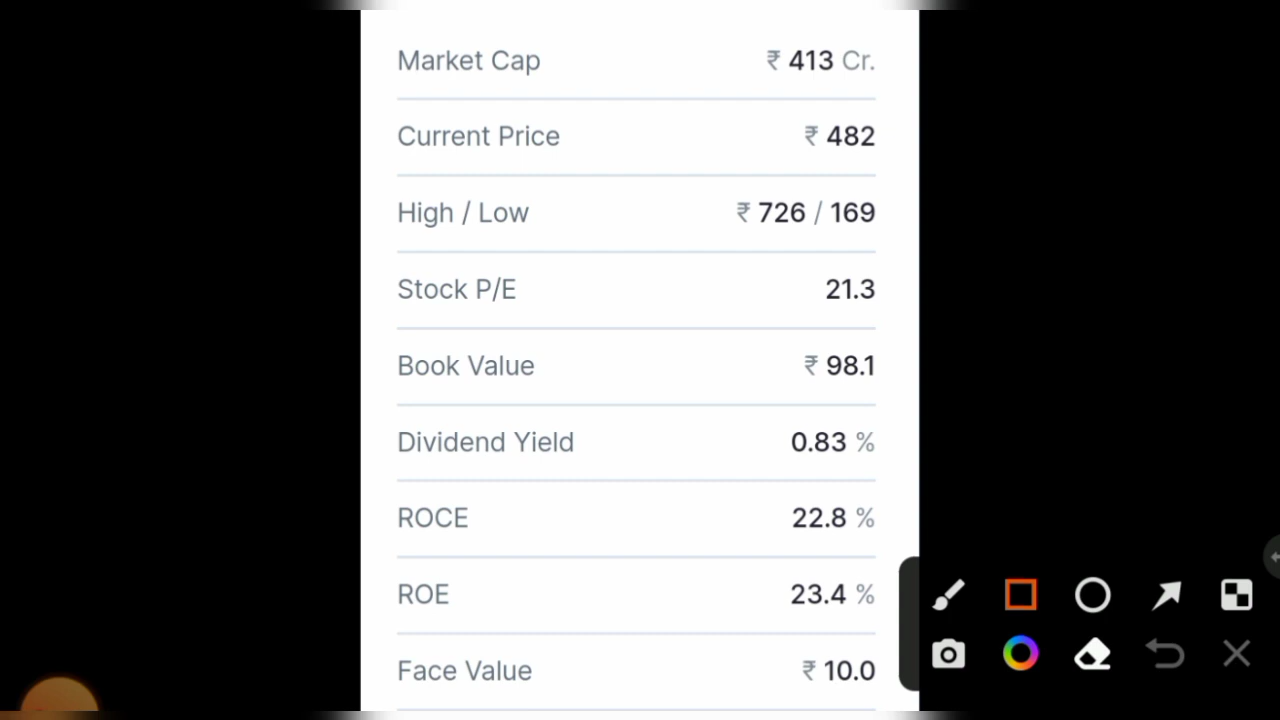 Market Cap ₹ 413 Cr.
Current Price ₹ 482
High / Low ₹ 726 / 169
Stock P/E 21.3
Book Value ₹ 98.1
Dividend Yield 0.83 %
ROCE 22.8 %
ROE 23.4 %
Face Value ₹ 10.0